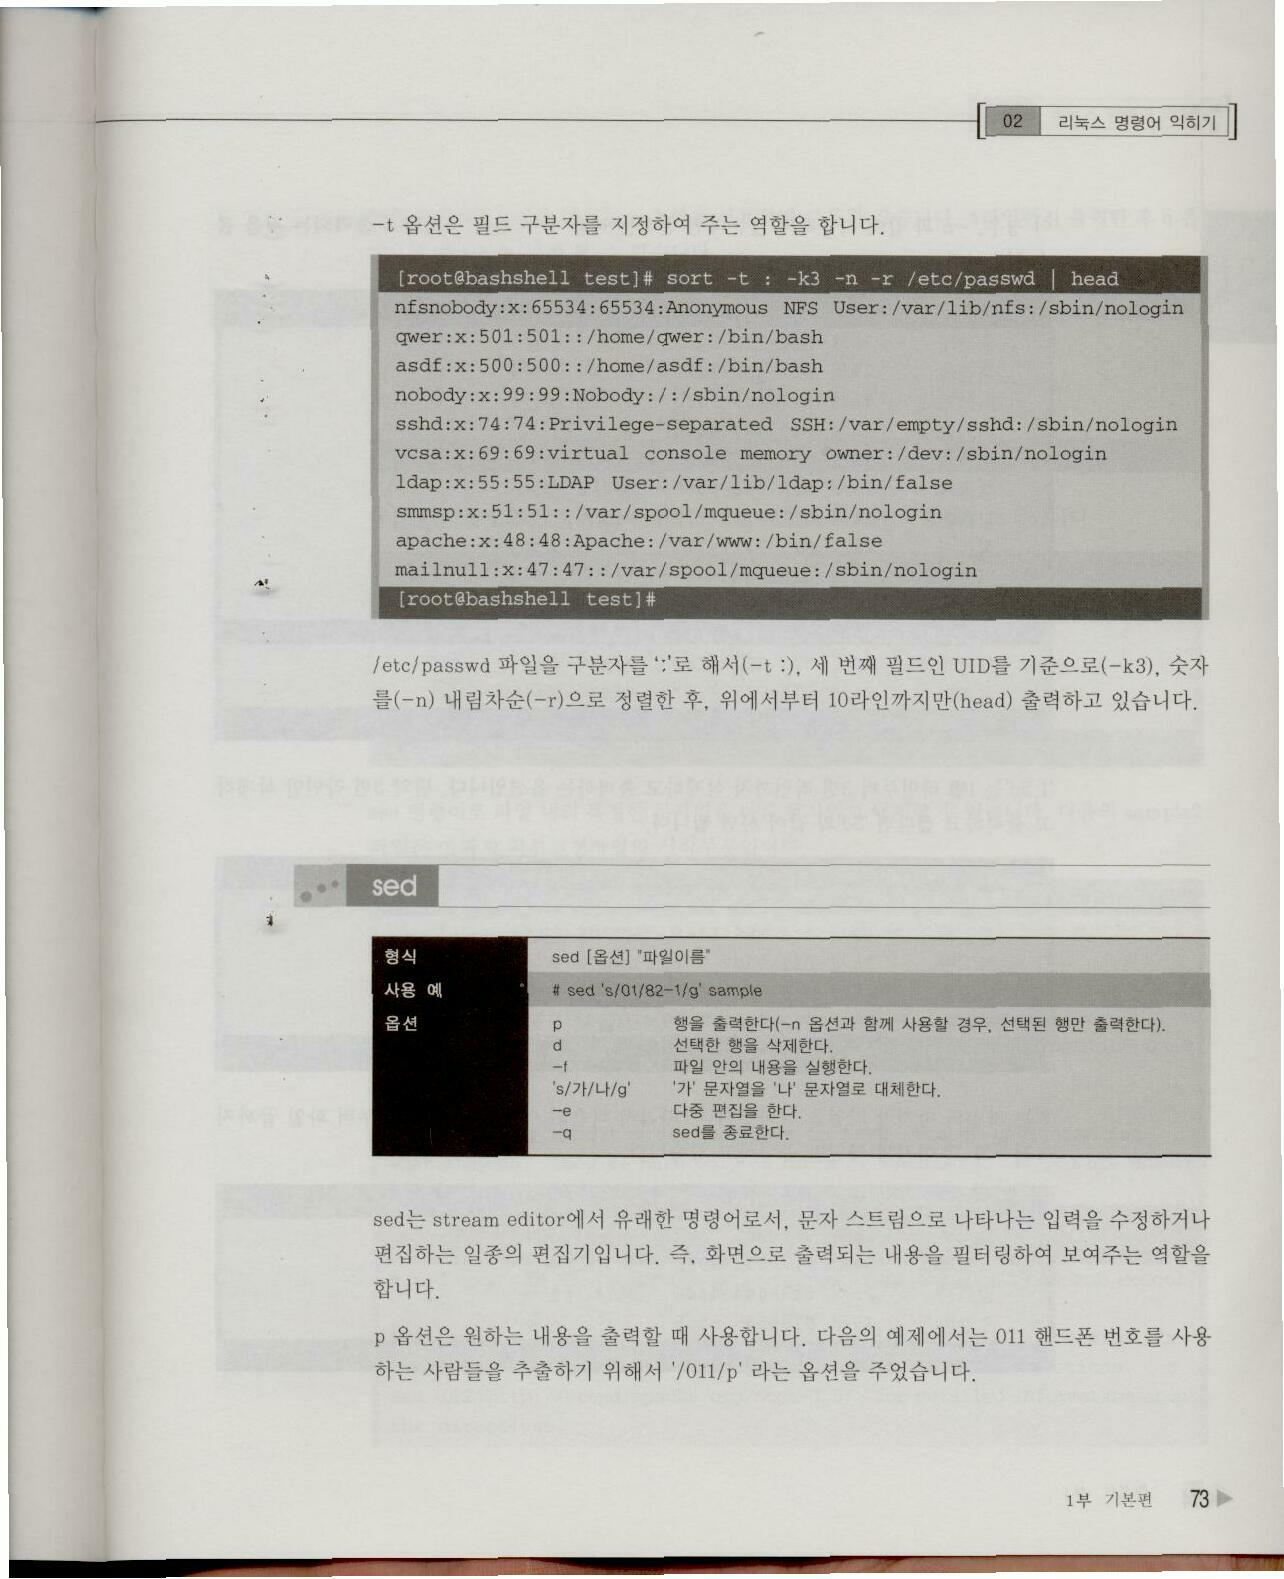 02 리눅스 명령어 익히기
-t 옵션은 필드 구분자를 지정하여 주는 역할을 합니다.
[root@bashshell test]# sort -t : -k3 -n -r /etc/passwd | head
nfsnobody:x:65534:65534:Anonymous NFS User:/var/lib/nfs:/sbin/nologin
qwer:x:501:501::/home/qwer:/bin/bash
asdf:x:500:500::/home/asdf:/bin/bash
nobody:x:99:99:Nobody:/:/sbin/nologin
sshd:x:74:74:Privilege-separated SSH:/var/empty/sshd:/sbin/nologin
vcsa:x:69:69:virtual console memory owner:/dev:/sbin/nologin
ldap:x:55:55:LDAP User:/var/lib/ldap:/bin/false
smmsp:x:51:51::/var/spool/mqueue:/sbin/nologin
apache:x:48:48:Apache:/var/www:/bin/false
mailnull:x:47:47::/var/spool/mqueue:/sbin/nologin
[root@bashshell test]#
/etc/passwd 파일을 구분자를 ':'로 해서(-t :), 세 번째 필드인 UID를 기준으로(-k3), 숫자
를(-n) 내림차순(-r)으로 정렬한 후, 위에서부터 10라인까지만(head) 출력하고 있습니다.
sed
형식 sed [옵션] "파일이름"
사용 예 # sed 's/01/82-1/g' sample
옵션 p 행을 출력한다(-n 옵션과 함께 사용할 경우, 선택된 행만 출력한다).
d 선택한 행을 삭제한다.
-f 파일 안의 내용을 실행한다.
's/가/나/g' '가' 문자열을 '나' 문자열로 대체한다.
-e 다중 편집을 한다.
-q sed를 종료한다.
sed는 stream editor에서 유래한 명령어로서, 문자 스트림으로 나타나는 입력을 수정하거나
편집하는 일종의 편집기입니다. 즉, 화면으로 출력되는 내용을 필터링하여 보여주는 역할을
합니다.
p 옵션은 원하는 내용을 출력할 때 사용합니다. 다음의 예제에서는 011 핸드폰 번호를 사용
하는 사람들을 추출하기 위해서 '/011/p' 라는 옵션을 주었습니다.
1부 기본편 73